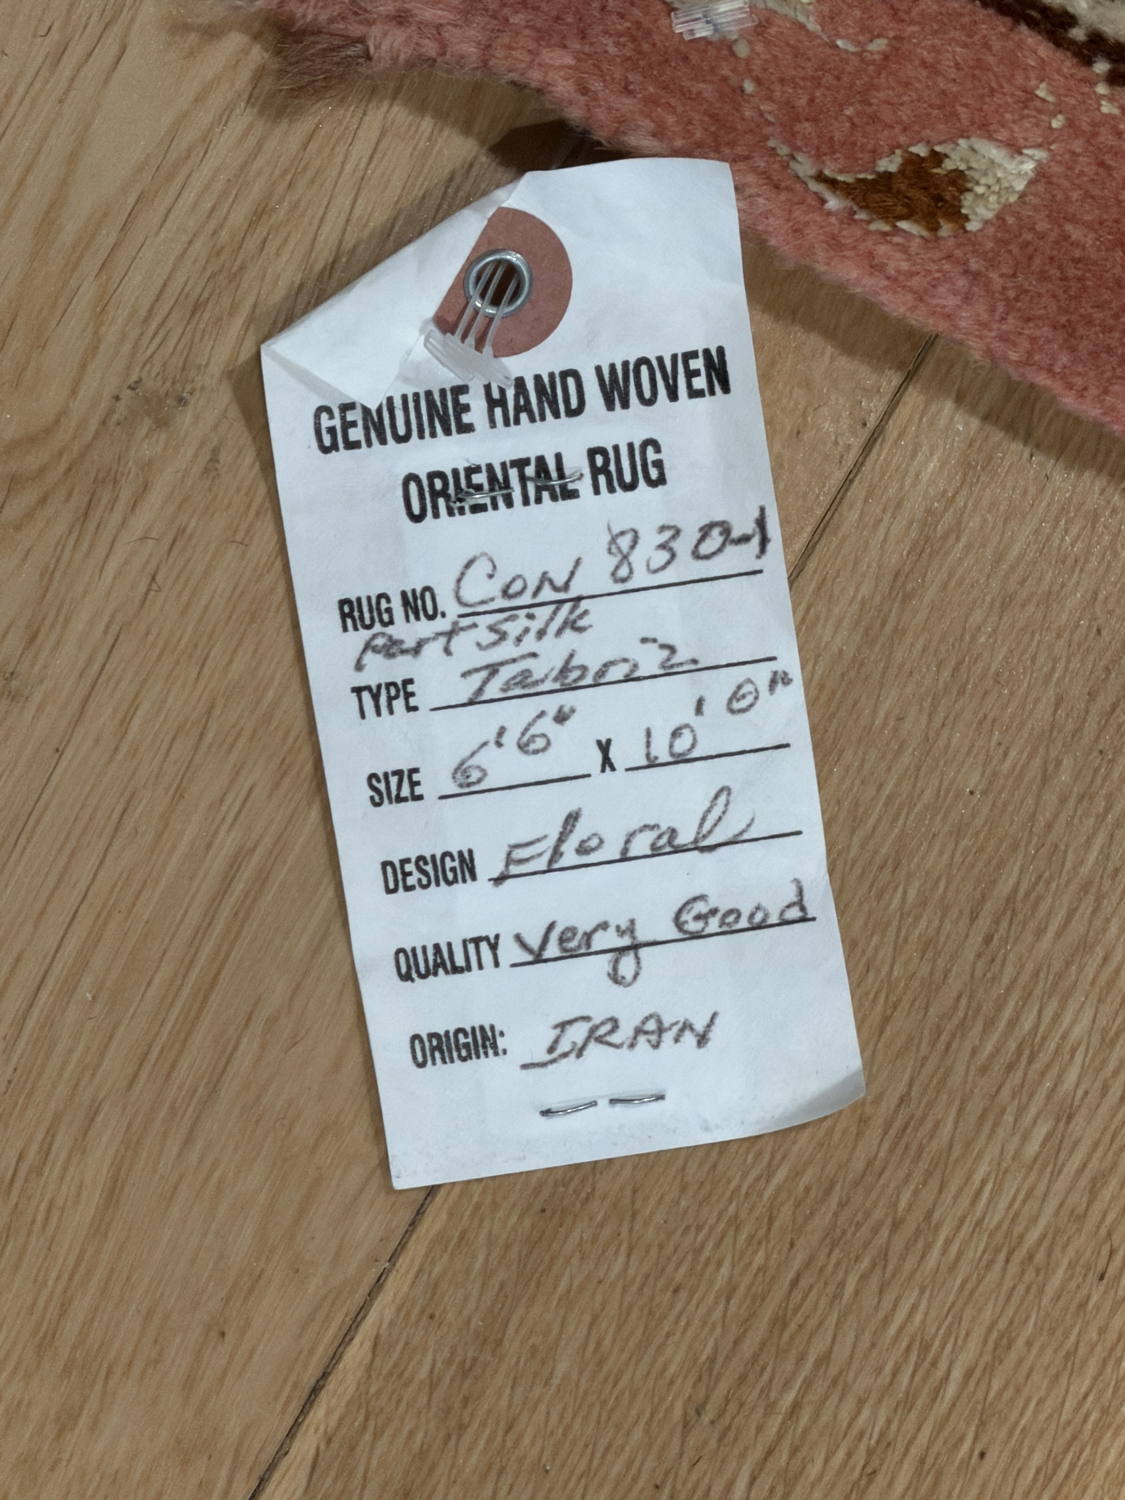 GENUINE HAND WOVEN
ORIENTAL RUG
RUG NO. CON 830-1
Part Silk
TYPE Tabriz
SIZE 6'6" X 10'0"
DESIGN Floral
QUALITY Very Good
ORIGIN: IRAN